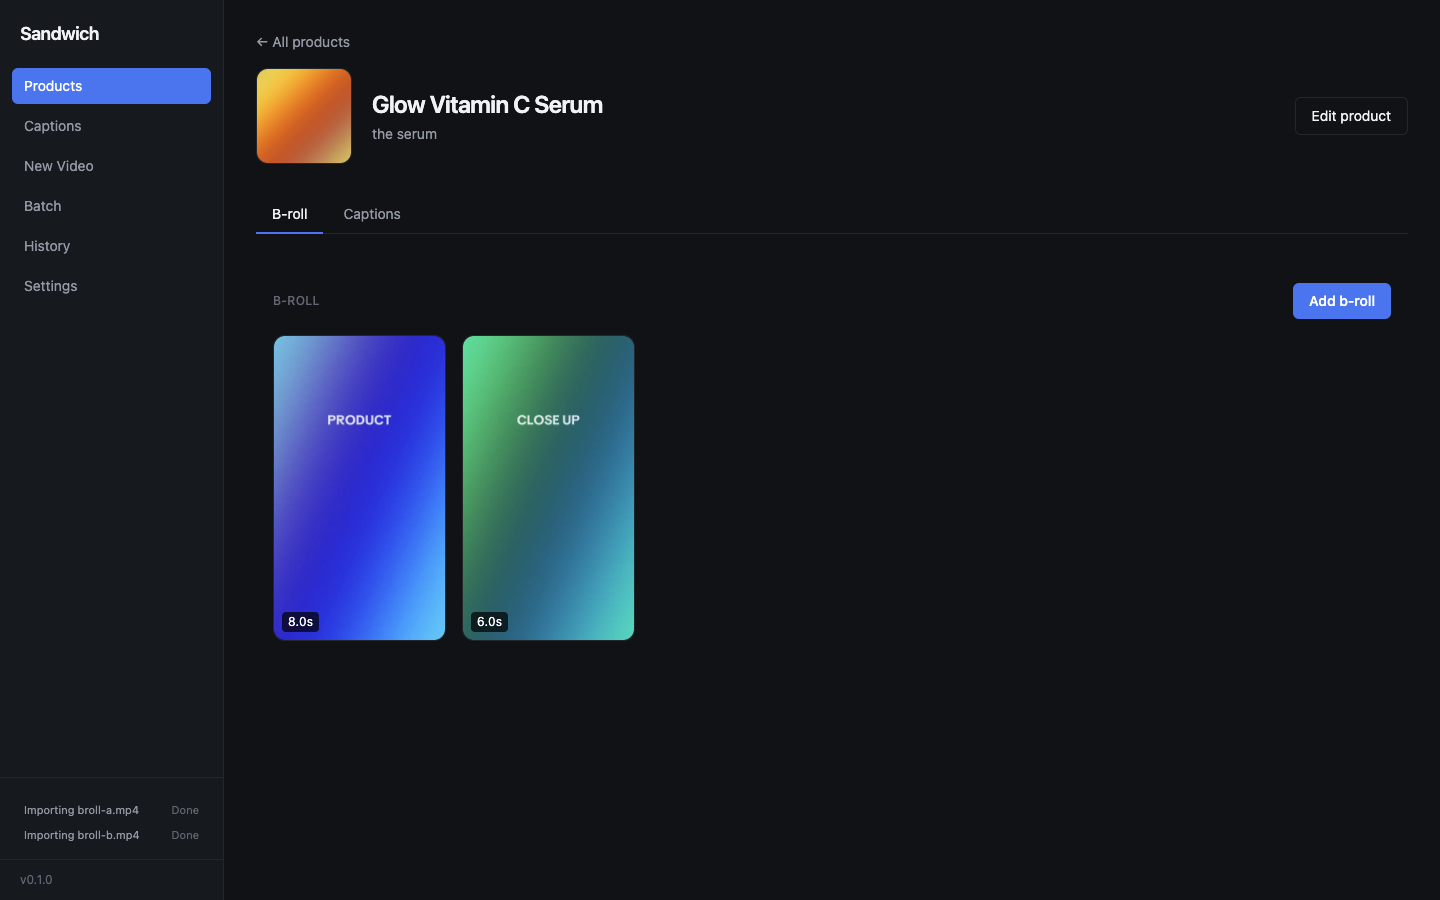 Sandwich
Products
Captions
New Video
Batch
History
Settings
Importing broll-a.mp4 Done
Importing broll-b.mp4 Done
v0.1.0
← All products
Glow Vitamin C Serum
the serum
Edit product
B-roll Captions
B-ROLL
Add b-roll
PRODUCT
8.0s
CLOSE UP
6.0s